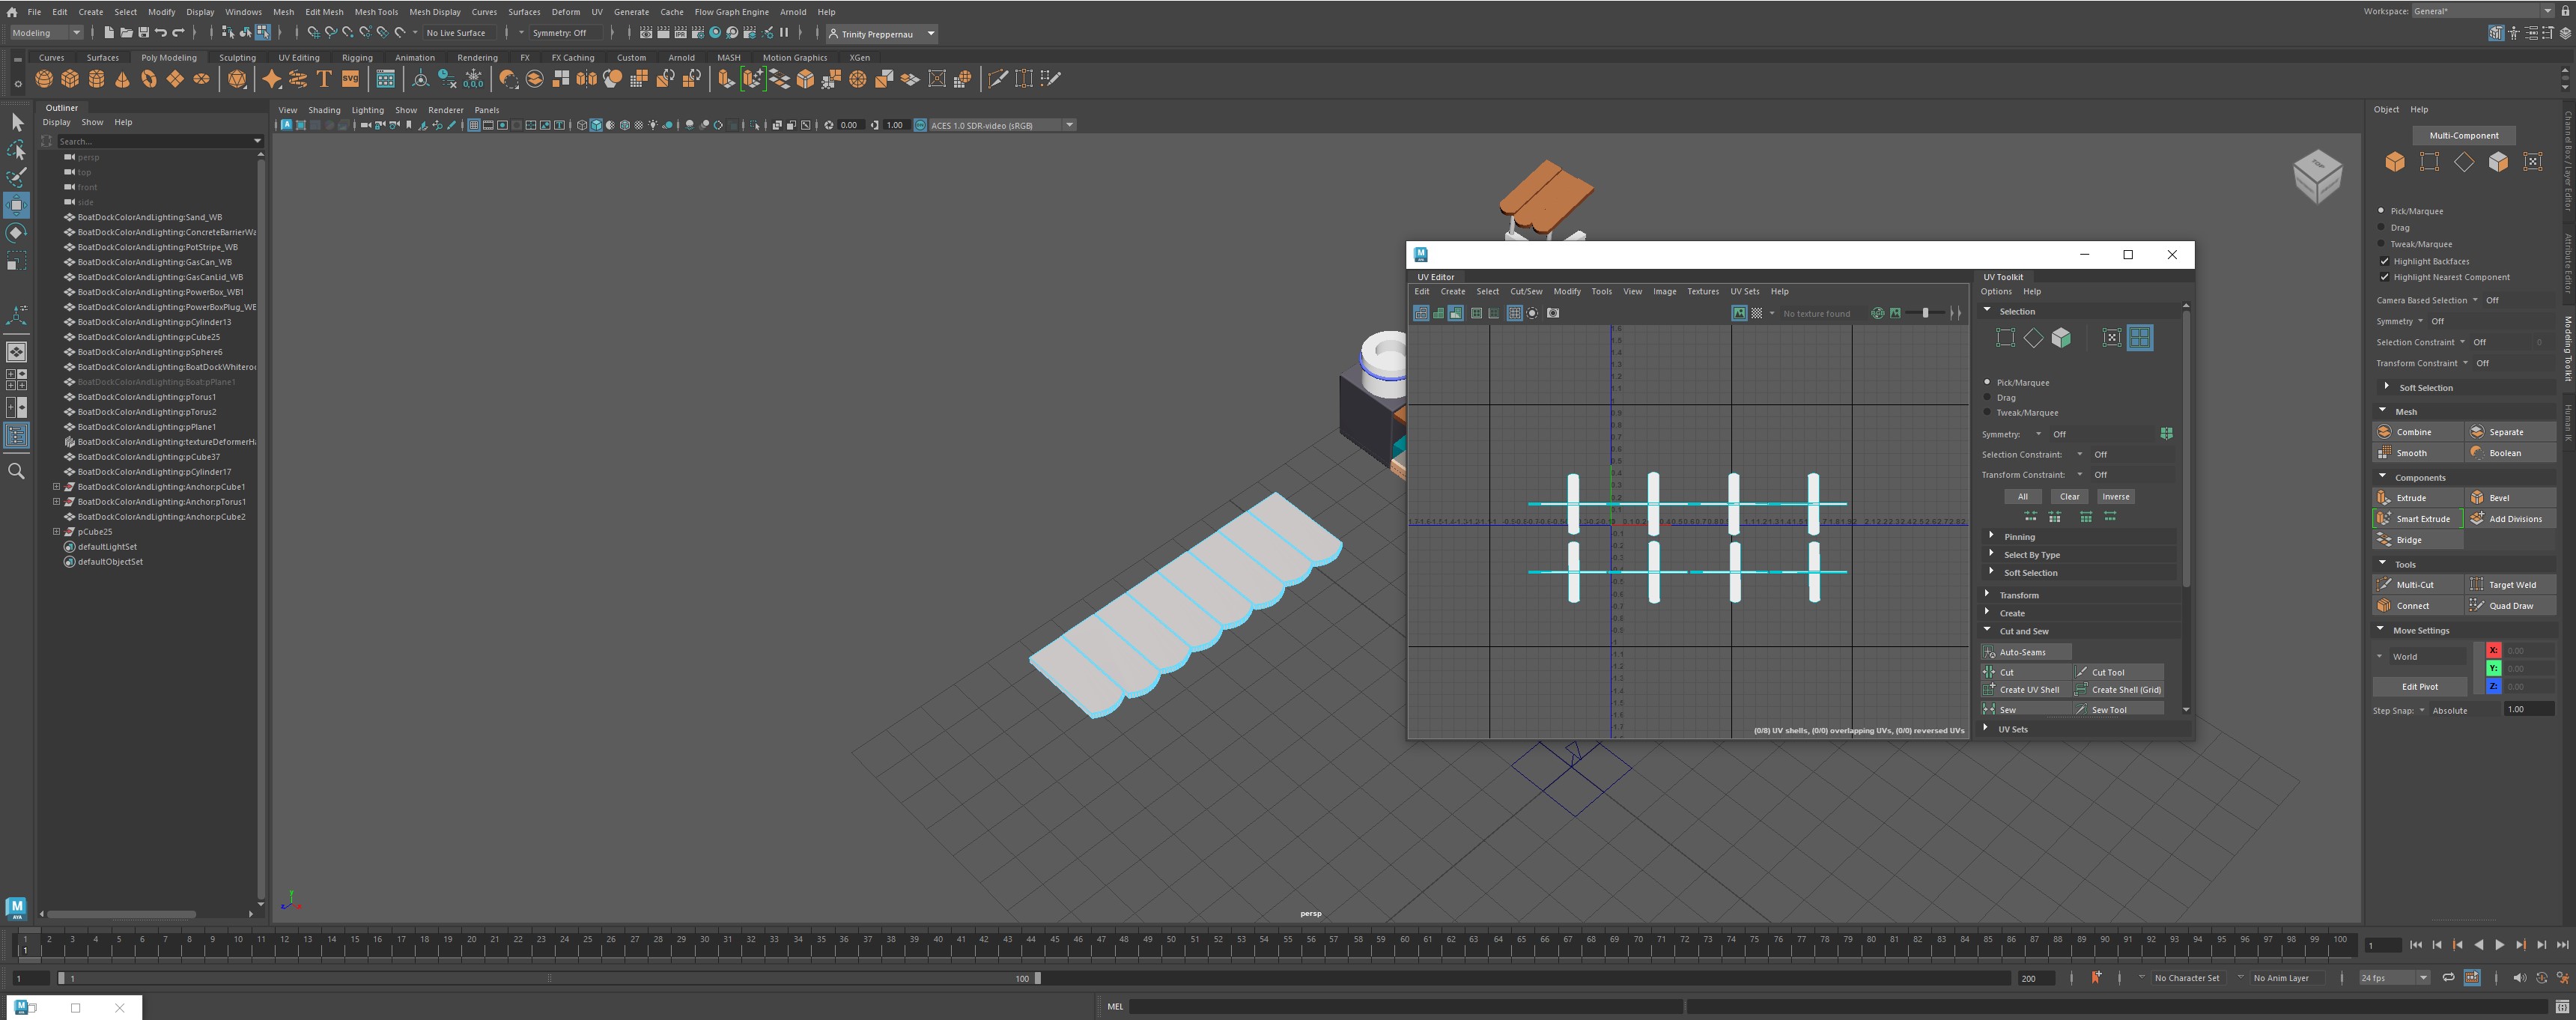 File Edit Create Select Modify Display Windows Mesh Edit Mesh Mesh Tools Mesh Display Curves Surfaces Deform UV Generate Cache Flow Graph Engine Arnold Help
Workspace: General*
Modeling
No Live Surface
Symmetry: Off
Trinity Preppernau
Curves Surfaces Poly Modeling Sculpting UV Editing Rigging Animation Rendering FX FX Caching Custom Arnold MASH Motion Graphics XGen
Outliner
Display Show Help
Search...
persp
top
front
side
BoatDockColorAndLighting:Sand_WB
BoatDockColorAndLighting:ConcreteBarrierWa
BoatDockColorAndLighting:PotStripe_WB
BoatDockColorAndLighting:GasCan_WB
BoatDockColorAndLighting:GasCanLid_WB
BoatDockColorAndLighting:PowerBox_WB1
BoatDockColorAndLighting:PowerBoxPlug_WB
BoatDockColorAndLighting:pCylinder13
BoatDockColorAndLighting:pCube25
BoatDockColorAndLighting:pSphere6
BoatDockColorAndLighting:BoatDockWhiteroo
BoatDockColorAndLighting:Boat:pPlane1
BoatDockColorAndLighting:pTorus1
BoatDockColorAndLighting:pTorus2
BoatDockColorAndLighting:pPlane1
BoatDockColorAndLighting:textureDeformerHa
BoatDockColorAndLighting:pCube37
BoatDockColorAndLighting:pCylinder17
BoatDockColorAndLighting:Anchor:pCube1
BoatDockColorAndLighting:Anchor:pTorus1
BoatDockColorAndLighting:Anchor:pCube2
pCube25
defaultLightSet
defaultObjectSet
View Shading Lighting Show Renderer Panels
0.00 1.00 ACES 1.0 SDR-video (sRGB)
TOP
persp
UV Editor
Edit Create Select Cut/Sew Modify Tools View Image Textures UV Sets Help
No texture found
(0/8) UV shells, (0/0) overlapping UVs, (0/0) reversed UVs
UV Toolkit
Options Help
Selection
Pick/Marquee
Drag
Tweak/Marquee
Symmetry: Off
Selection Constraint: Off
Transform Constraint: Off
All Clear Inverse
Pinning
Select By Type
Soft Selection
Transform
Create
Cut and Sew
Auto-Seams
Cut Cut Tool
Create UV Shell Create Shell (Grid)
Sew Sew Tool
UV Sets
Object Help
Multi-Component
Pick/Marquee
Drag
Tweak/Marquee
Highlight Backfaces
Highlight Nearest Component
Camera Based Selection Off
Symmetry Off
Selection Constraint Off 0
Transform Constraint Off
Soft Selection
Mesh
Combine Separate
Smooth Boolean
Components
Extrude Bevel
Smart Extrude Add Divisions
Bridge
Tools
Multi-Cut Target Weld
Connect Quad Draw
Move Settings
World
X: 0.00
Y: 0.00
Z: 0.00
Edit Pivot
Step Snap: Absolute 1.00
Channel Box / Layer Editor
Attribute Editor
Modeling Toolkit
Human IK
1 2 3 4 5 6 7 8 9 10 11 12 13 14 15 16 17 18 19 20 21 22 23 24 25 26 27 28 29 30 31 32 33 34 35 36 37 38 39 40 41 42 43 44 45 46 47 48 49 50 51 52 53 54 55 56 57 58 59 60 61 62 63 64 65 66 67 68 69 70 71 72 73 74 75 76 77 78 79 80 81 82 83 84 85 86 87 88 89 90 91 92 93 94 95 96 97 98 99 100
1
1
1 1 100 200
No Character Set
No Anim Layer
24 fps
MEL